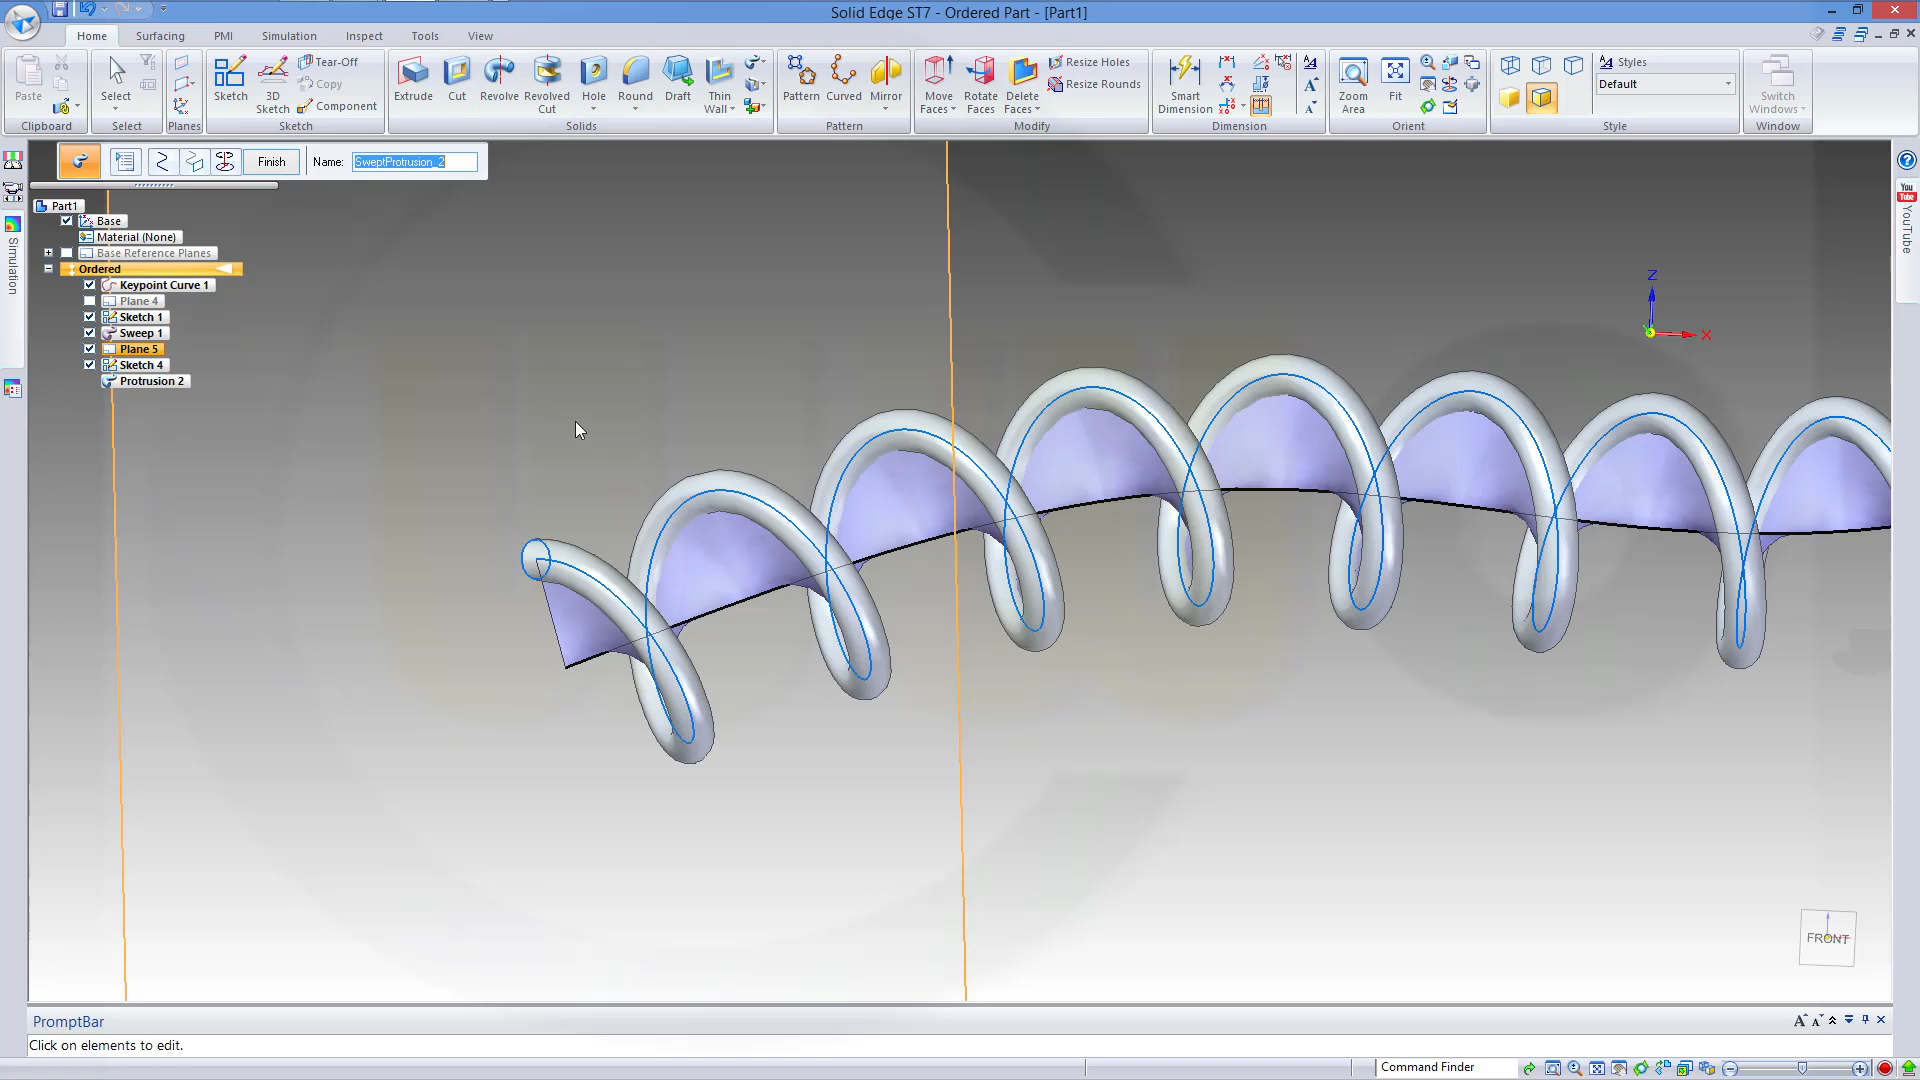 Solid Edge ST7 - Ordered Part - [Part1]
Home Surfacing PMI Simulation Inspect Tools View
Paste
Clipboard
Select
Select
Planes
Sketch
3D Sketch
Tear-Off
Copy
Component
Sketch
Extrude
Cut
Revolve
Revolved Cut
Hole
Round
Draft
Thin Wall
Solids
Pattern
Curved
Mirror
Pattern
Move Faces
Rotate Faces
Delete Faces
Resize Holes
Resize Rounds
Modify
Smart Dimension
Dimension
Zoom Area
Fit
Orient
Styles
Default
Style
Switch Windows
Window
Finish
Name: SweptProtrusion_2
Part1
Base
Material (None)
Base Reference Planes
Ordered
Keypoint Curve 1
Plane 4
Sketch 1
Sweep 1
Plane 5
Sketch 4
Protrusion 2
Simulation
You Tube
YouTube
Z
X
FRONT
PromptBar
Click on elements to edit.
Command Finder